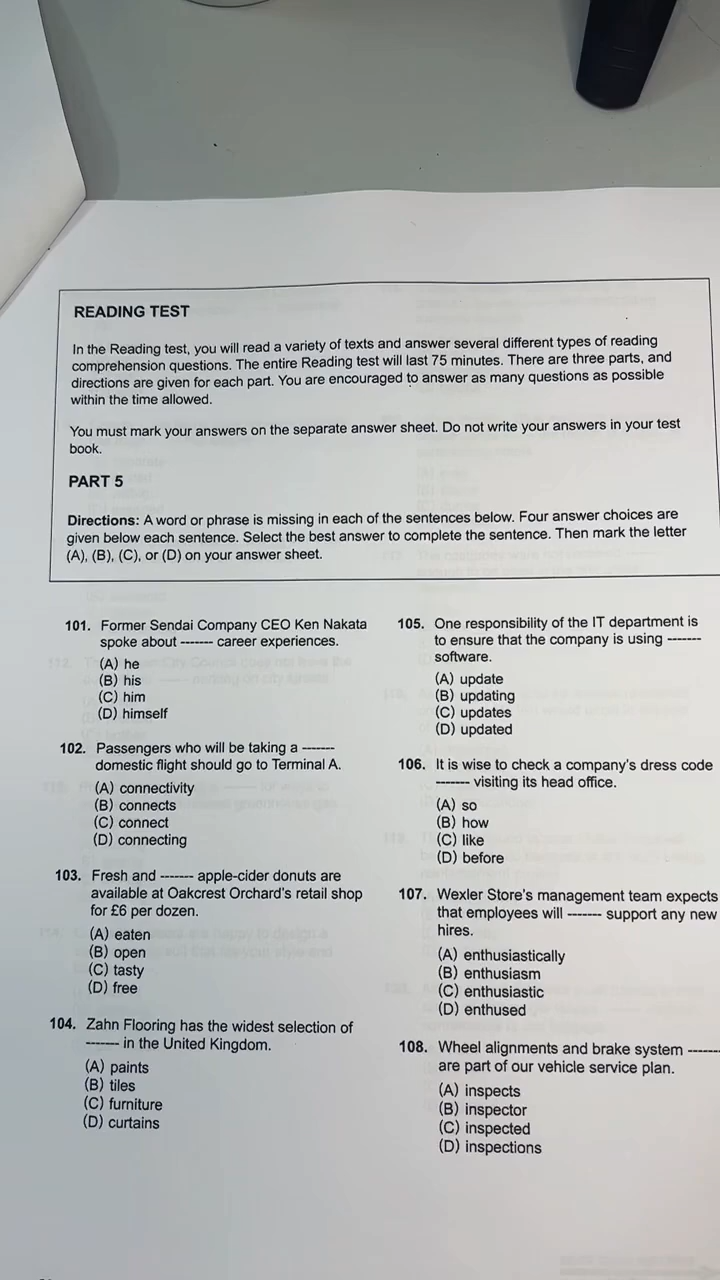 READING TEST
In the Reading test, you will read a variety of texts and answer several different types of reading
comprehension questions. The entire Reading test will last 75 minutes. There are three parts, and
directions are given for each part. You are encouraged to answer as many questions as possible
within the time allowed.
You must mark your answers on the separate answer sheet. Do not write your answers in your test
book.
PART 5
Directions: A word or phrase is missing in each of the sentences below. Four answer choices are
given below each sentence. Select the best answer to complete the sentence. Then mark the letter
(A), (B), (C), or (D) on your answer sheet.
101. Former Sendai Company CEO Ken Nakata
spoke about ------- career experiences.
(A) he
(B) his
(C) him
(D) himself
102. Passengers who will be taking a -------
domestic flight should go to Terminal A.
(A) connectivity
(B) connects
(C) connect
(D) connecting
103. Fresh and ------- apple-cider donuts are
available at Oakcrest Orchard's retail shop
for £6 per dozen.
(A) eaten
(B) open
(C) tasty
(D) free
104. Zahn Flooring has the widest selection of
------- in the United Kingdom.
(A) paints
(B) tiles
(C) furniture
(D) curtains
105. One responsibility of the IT department is
to ensure that the company is using -------
software.
(A) update
(B) updating
(C) updates
(D) updated
106. It is wise to check a company's dress code
------- visiting its head office.
(A) so
(B) how
(C) like
(D) before
107. Wexler Store's management team expects
that employees will ------- support any new
hires.
(A) enthusiastically
(B) enthusiasm
(C) enthusiastic
(D) enthused
108. Wheel alignments and brake system -------
are part of our vehicle service plan.
(A) inspects
(B) inspector
(C) inspected
(D) inspections